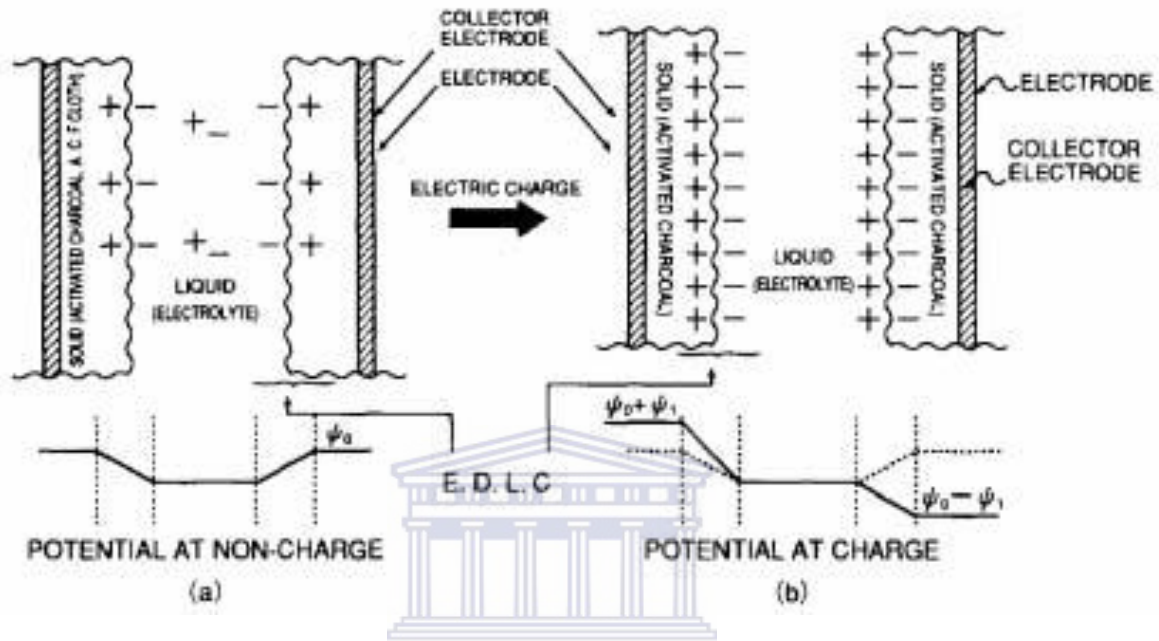 COLLECTOR
ELECTRODE
ELECTRODE
SOLID (ACTIVATED CHARCOAL, A. C. F CLOTH)
+ − + − − +
+ − − +
+ − + − − +
LIQUID
(ELECTROLYTE)
ELECTRIC CHARGE
SOLID (ACTIVATED CHARCOAL)
LIQUID
(ELECTROLYTE)
SOLID (ACTIVATED CHARCOAL)
ELECTRODE
COLLECTOR
ELECTRODE
ψ₀
E. D. L. C
ψ₀ + ψ₁
ψ₀ − ψ₁
POTENTIAL AT NON-CHARGE
(a)
POTENTIAL AT CHARGE
(b)